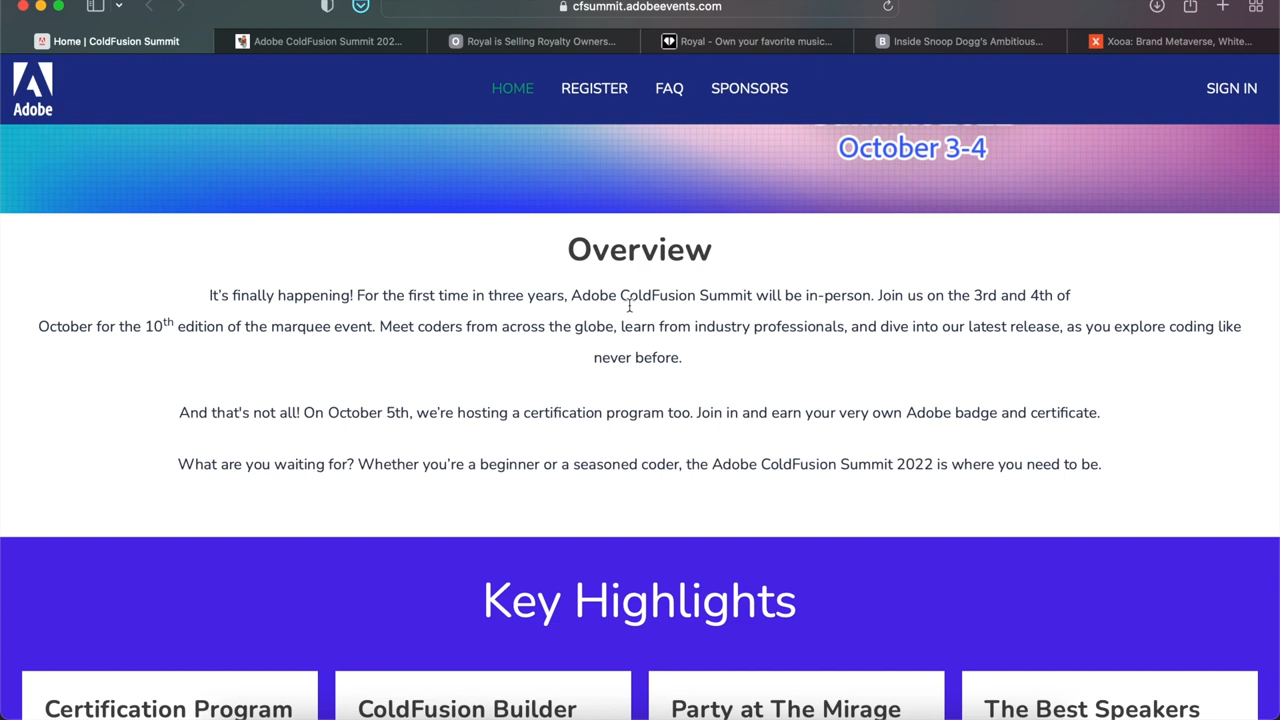 cfsummit.adobeevents.com
Home | ColdFusion Summit
Adobe ColdFusion Summit 202...
Royal is Selling Royalty Owners...
Royal - Own your favorite music...
Inside Snoop Dogg's Ambitious...
Xooa: Brand Metaverse, White...
Adobe
HOME
REGISTER
FAQ
SPONSORS
SIGN IN
October 3-4
Overview
It's finally happening! For the first time in three years, Adobe ColdFusion Summit will be in-person. Join us on the 3rd and 4th of
October for the 10th edition of the marquee event. Meet coders from across the globe, learn from industry professionals, and dive into our latest release, as you explore coding like
never before.
And that's not all! On October 5th, we're hosting a certification program too. Join in and earn your very own Adobe badge and certificate.
What are you waiting for? Whether you're a beginner or a seasoned coder, the Adobe ColdFusion Summit 2022 is where you need to be.
Key Highlights
Certification Program
ColdFusion Builder
Party at The Mirage
The Best Speakers